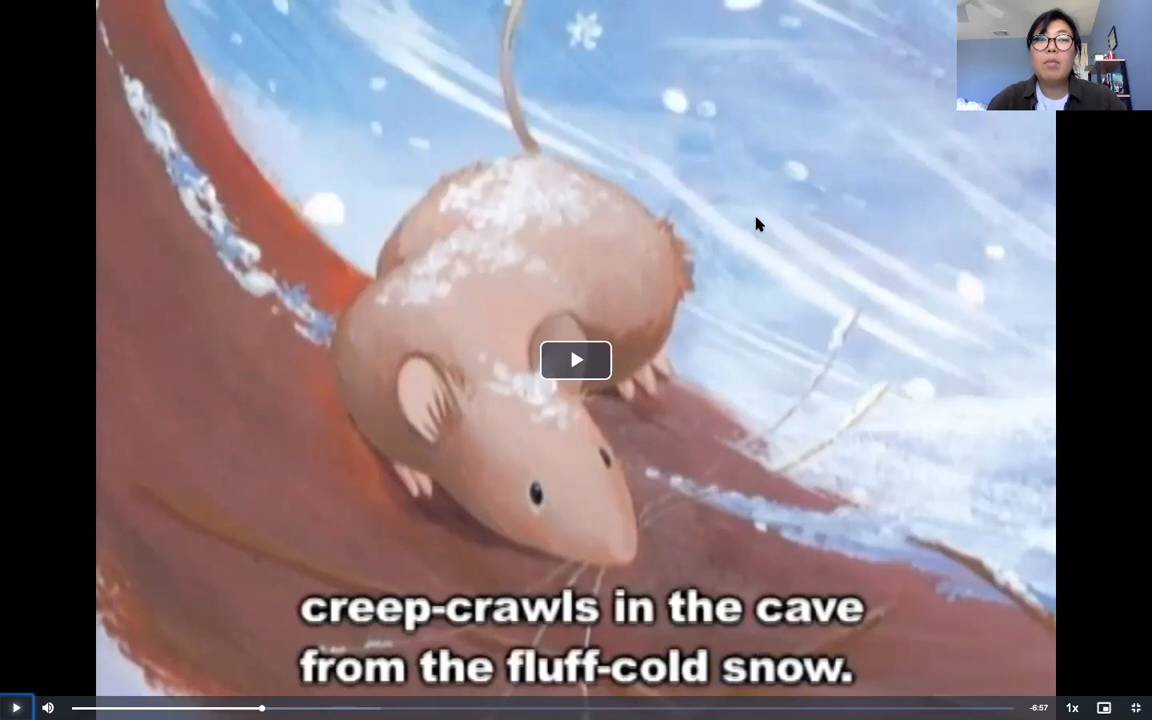 creep-crawls in the cave
from the fluff-cold snow.
-6:57
1x